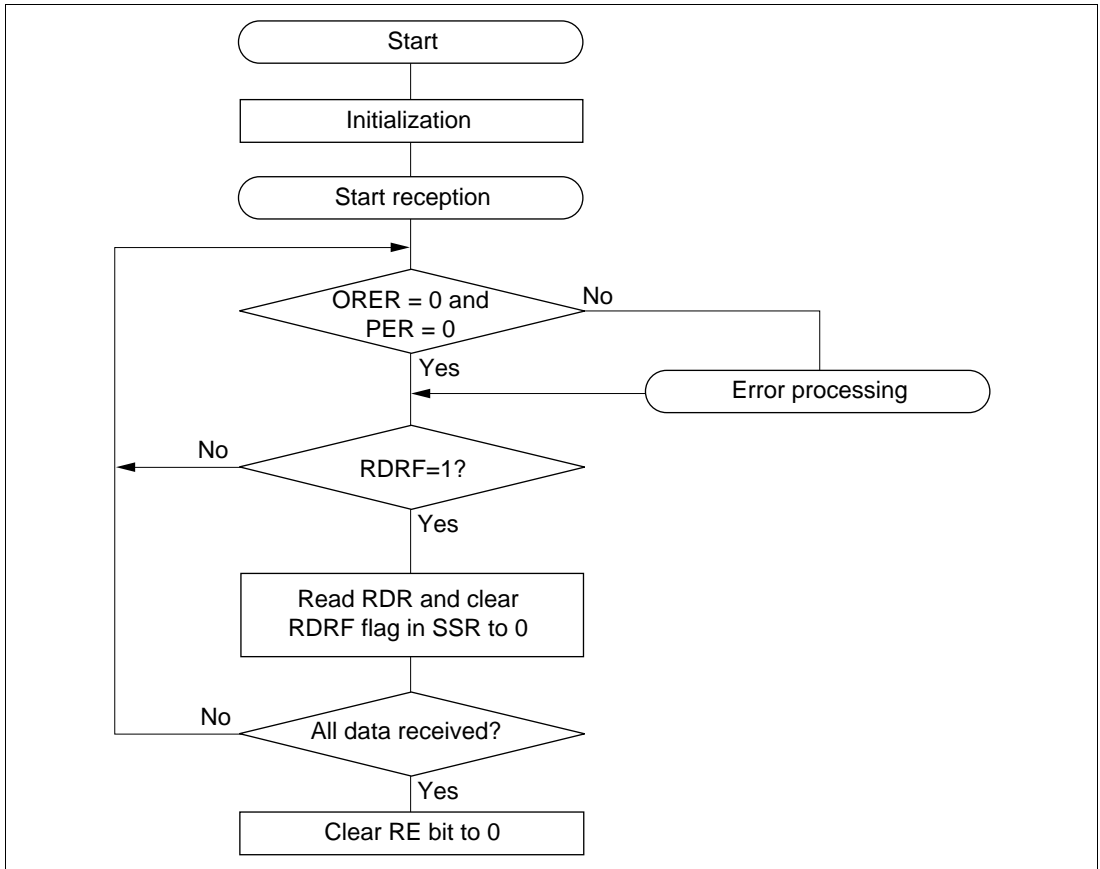 Start
Initialization
Start reception
ORER = 0 and
PER = 0
No
Yes
Error processing
No
RDRF=1?
Yes
Read RDR and clear
RDRF flag in SSR to 0
No
All data received?
Yes
Clear RE bit to 0